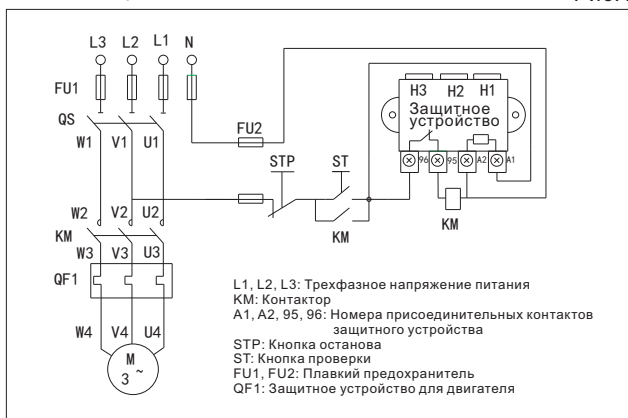 L3 L2 L1 N
FU1
QS
W1 V1 U1
FU2
STP
ST
H3 H2 H1
Защитное
устройство
96 95 A2 A1
W2 V2 U2
KM
KM
KM
W3 V3 U3
QF1
W4 V4 U4
M
3 ~
L1, L2, L3: Трехфазное напряжение питания
KM: Контактор
A1, A2, 95, 96: Номера присоединительных контактов
защитного устройства
STP: Кнопка останова
ST: Кнопка проверки
FU1, FU2: Плавкий предохранитель
QF1: Защитное устройство для двигателя